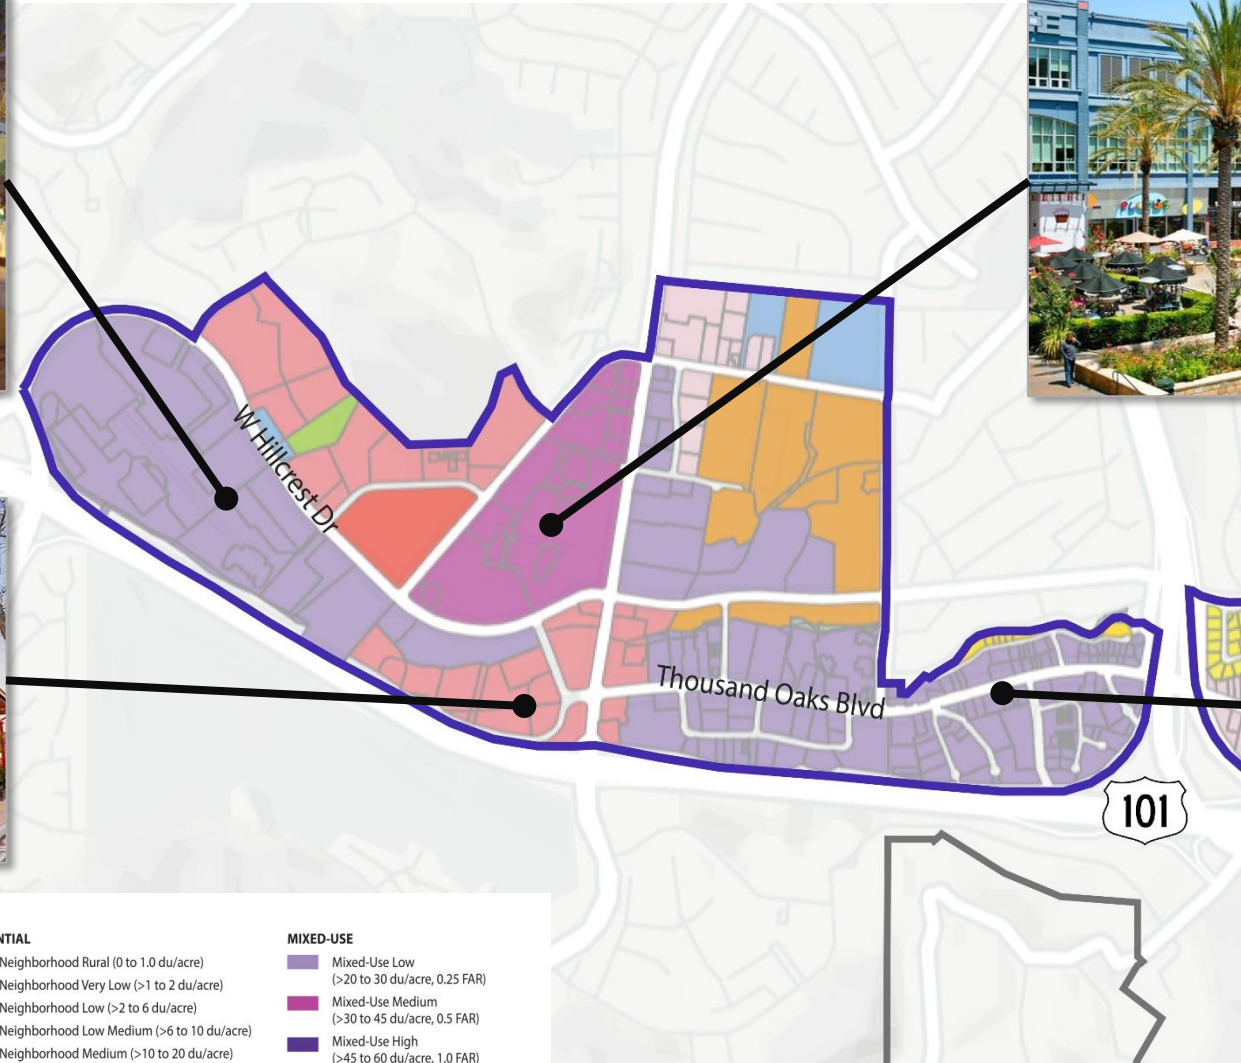 W Hillcrest Dr
Thousand Oaks Blvd
101
NTIAL
Neighborhood Rural (0 to 1.0 du/acre)
Neighborhood Very Low (>1 to 2 du/acre)
Neighborhood Low (>2 to 6 du/acre)
Neighborhood Low Medium (>6 to 10 du/acre)
Neighborhood Medium (>10 to 20 du/acre)
MIXED-USE
Mixed-Use Low
(>20 to 30 du/acre, 0.25 FAR)
Mixed-Use Medium
(>30 to 45 du/acre, 0.5 FAR)
Mixed-Use High
(>45 to 60 du/acre, 1.0 FAR)